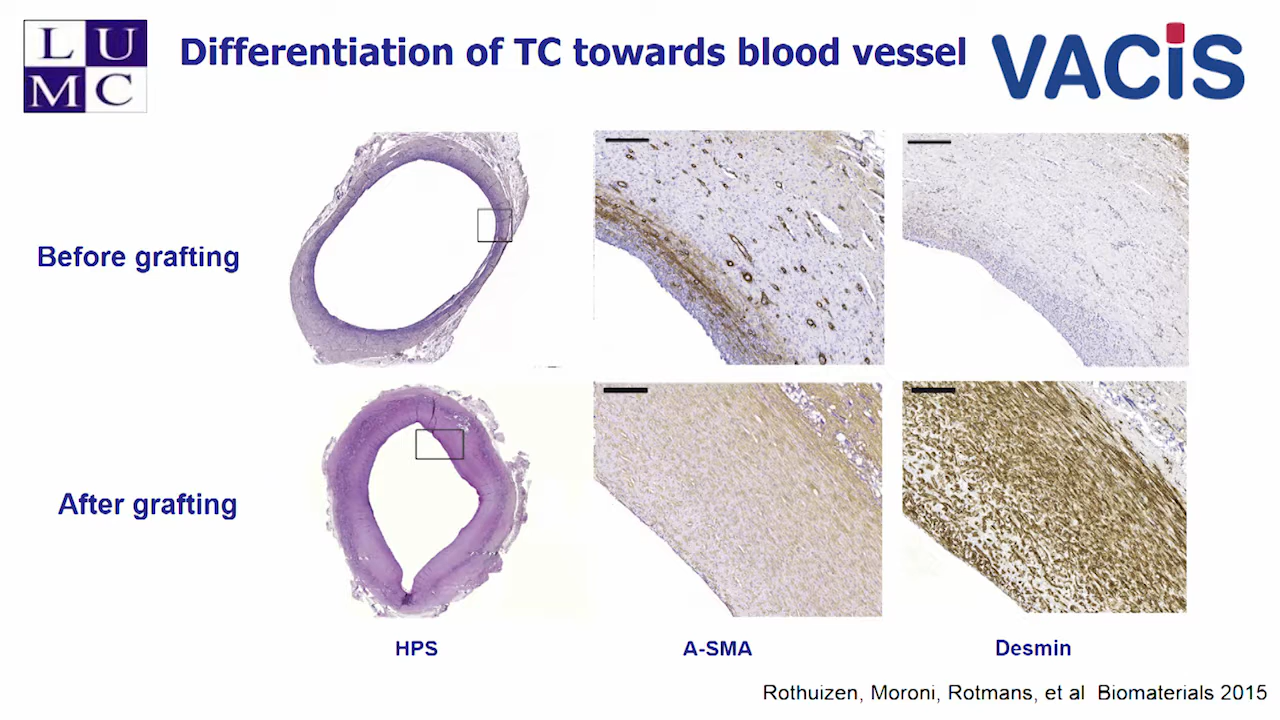 L U
M C
Differentiation of TC towards blood vessel
VACiS
Before grafting
After grafting
HPS
A-SMA
Desmin
Rothuizen, Moroni, Rotmans, et al Biomaterials 2015